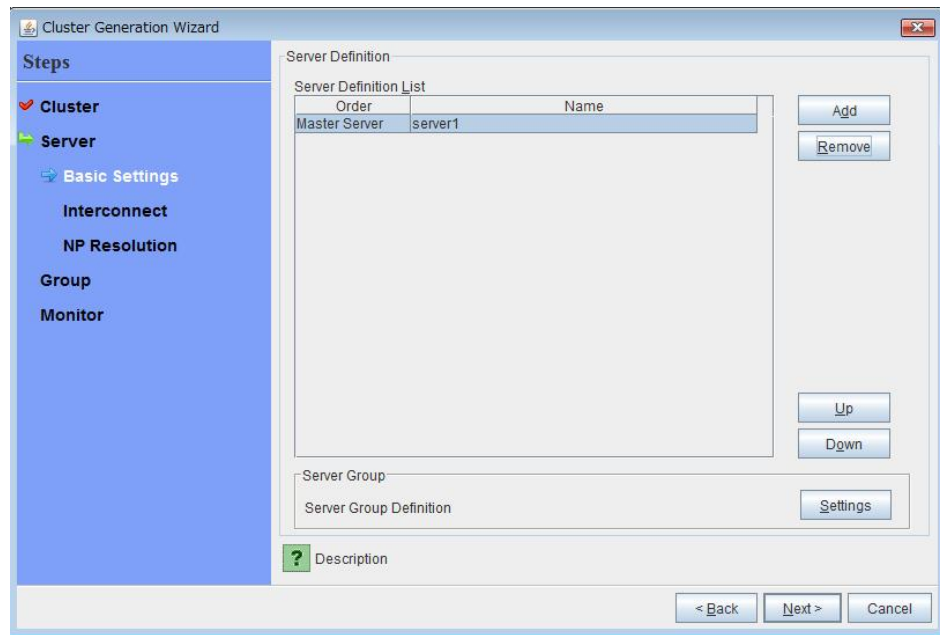 Cluster Generation Wizard
Steps
Cluster
Server
Basic Settings
Interconnect
NP Resolution
Group
Monitor
Server Definition
Server Definition List
Order Name
Master Server server1
Add
Remove
Up
Down
Server Group
Server Group Definition
Settings
? Description
< Back Next > Cancel